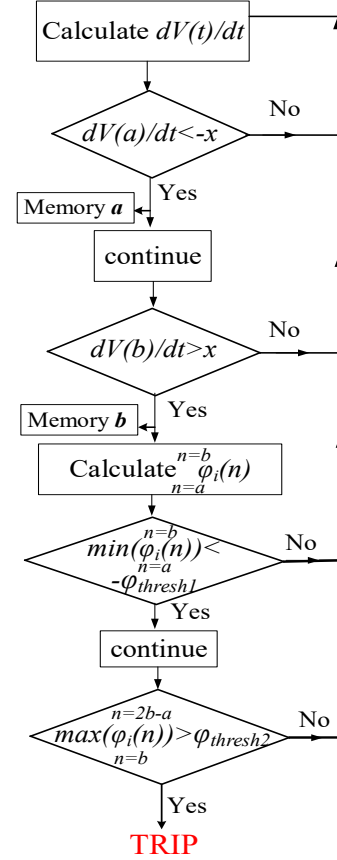 Calculate dV(t)/dt
No
dV(a)/dt<-x
Yes
Memory a
continue
No
dV(b)/dt>x
Yes
Memory b
n=b
Calculate φi(n)
n=a
n=b
min(φi(n))<
n=a
-φthresh1
No
Yes
continue
n=2b-a
max(φi(n))>φthresh2
n=b
No
Yes
TRIP